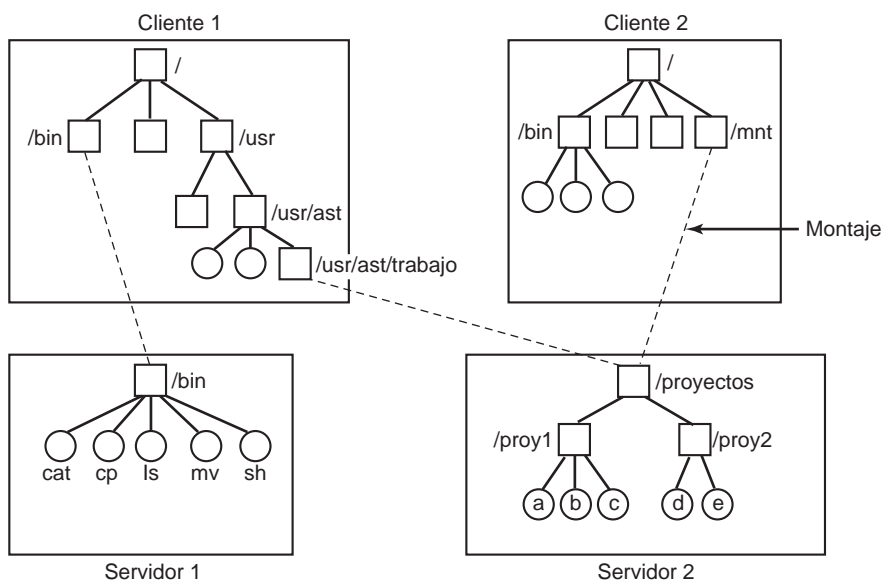 Cliente 1
Cliente 2
/
/
/bin
/usr
/bin
/mnt
/usr/ast
Montaje
/usr/ast/trabajo
/bin
/proyectos
/proy1
/proy2
cat
cp
ls
mv
sh
a
b
c
d
e
Servidor 1
Servidor 2